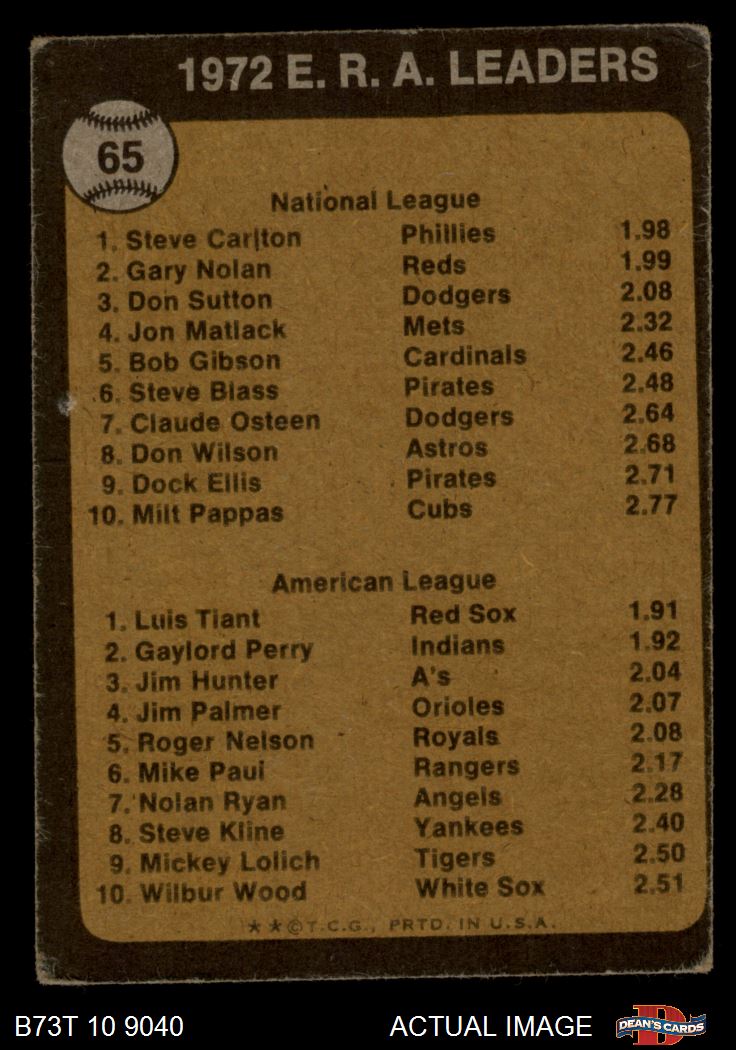 1972 E. R. A. LEADERS
65
National League
1. Steve Carlton Phillies 1.98
2. Gary Nolan Reds 1.99
3. Don Sutton Dodgers 2.08
4. Jon Matlack Mets 2.32
5. Bob Gibson Cardinals 2.46
6. Steve Blass Pirates 2.48
7. Claude Osteen Dodgers 2.64
8. Don Wilson Astros 2.68
9. Dock Ellis Pirates 2.71
10. Milt Pappas Cubs 2.77
American League
1. Luis Tiant Red Sox 1.91
2. Gaylord Perry Indians 1.92
3. Jim Hunter A's 2.04
4. Jim Palmer Orioles 2.07
5. Roger Nelson Royals 2.08
6. Mike Paul Rangers 2.17
7. Nolan Ryan Angels 2.28
8. Steve Kline Yankees 2.40
9. Mickey Lolich Tigers 2.50
10. Wilbur Wood White Sox 2.51
★★©T.C.G., PRTD. IN U.S.A.
B73T 10 9040 ACTUAL IMAGE D DEAN'S CARDS